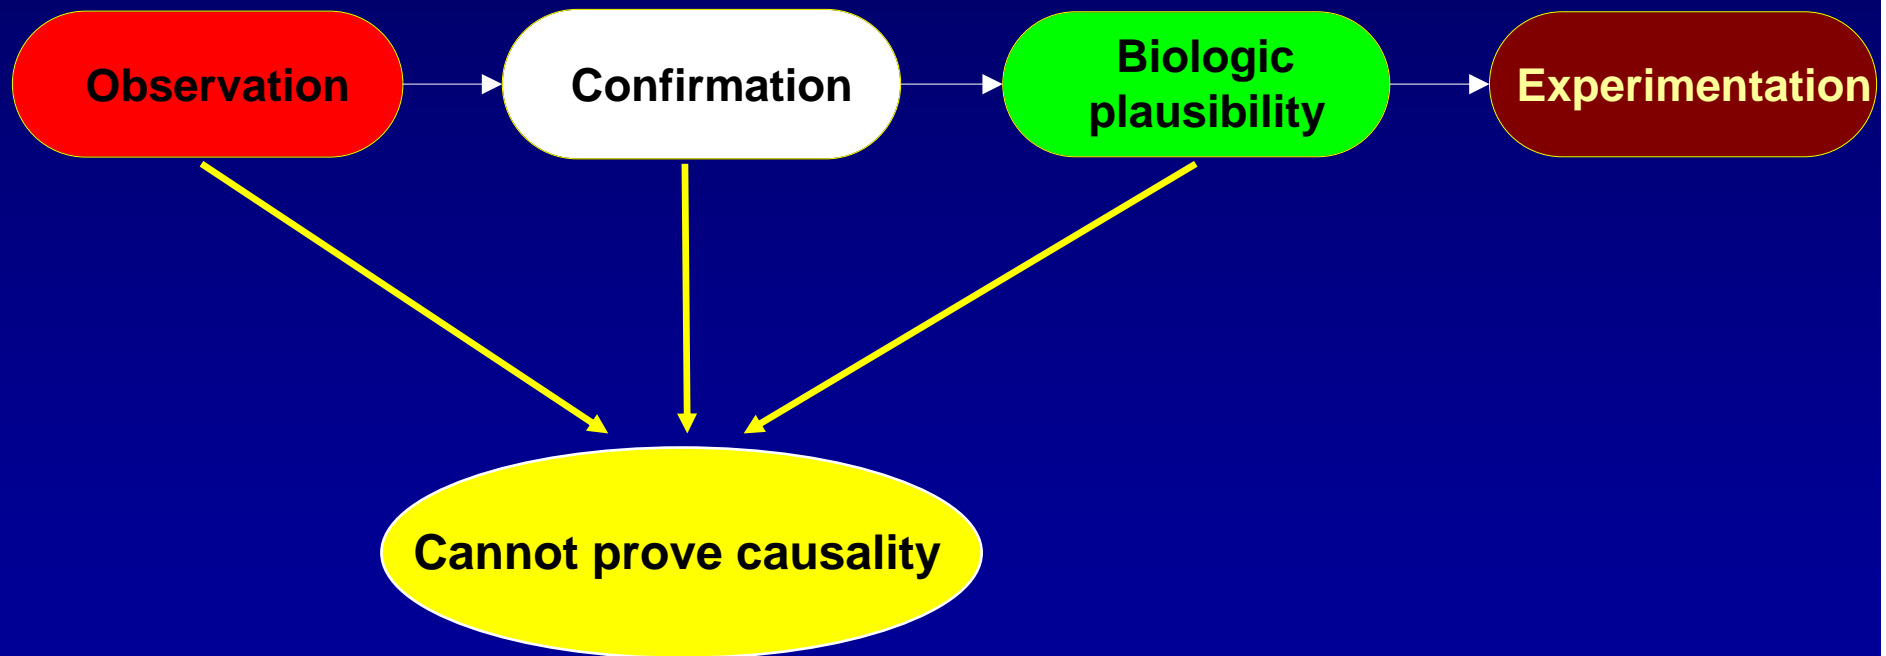 Observation
Confirmation
Biologic
plausibility
Experimentation
Cannot prove causality